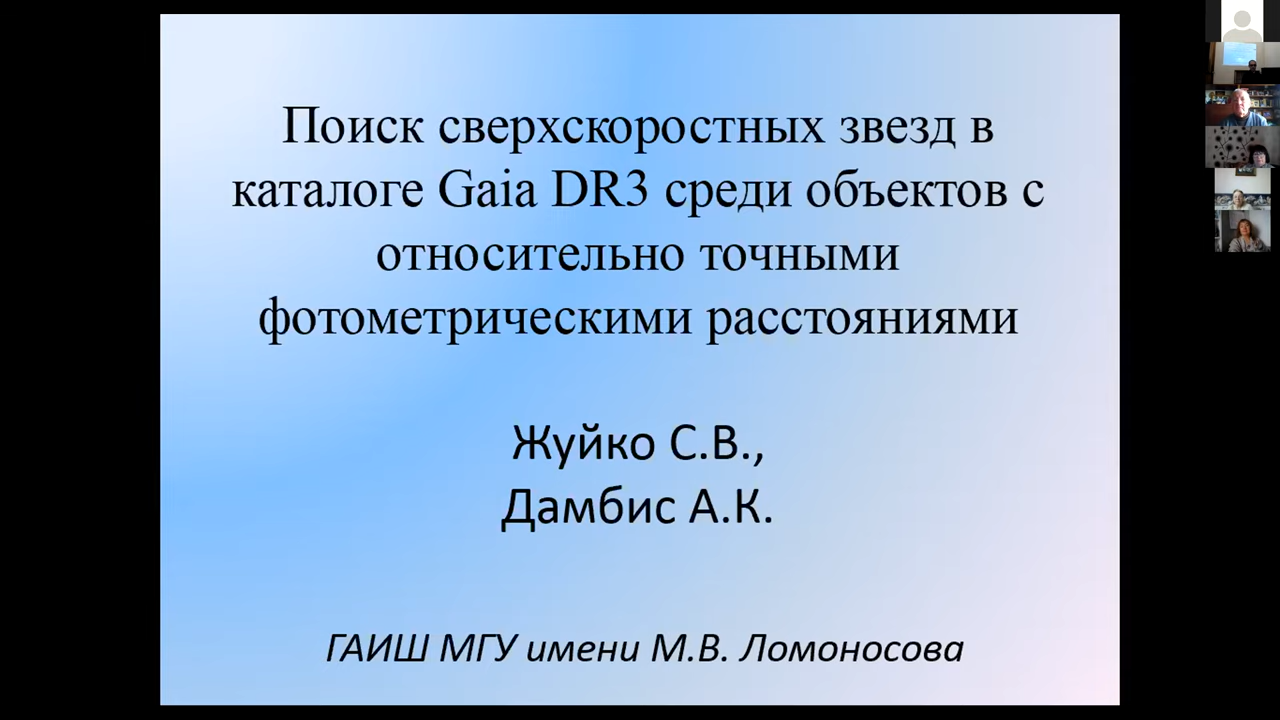 Поиск сверхскоростных звезд в
каталоге Gaia DR3 среди объектов с
относительно точными
фотометрическими расстояниями
Жуйко С.В.,
Дамбис А.К.
ГАИШ МГУ имени М.В. Ломоносова